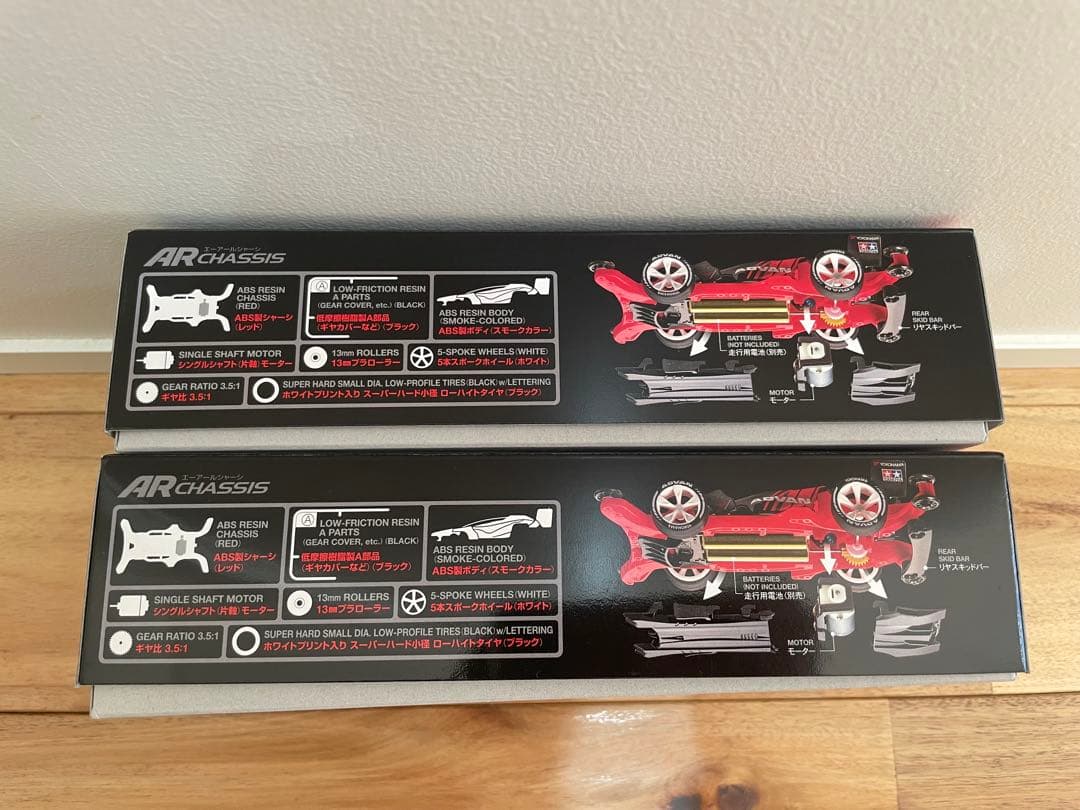 エーアールシャーシ
AR CHASSIS
ABS RESIN
CHASSIS
(RED)
ABS製シャーシ
(レッド)
Ⓐ LOW-FRICTION RESIN
A PARTS
(GEAR COVER, etc.) (BLACK)
低摩擦樹脂製A部品
(ギヤカバーなど)(ブラック)
ABS RESIN BODY
(SMOKE-COLORED)
ABS製ボディ(スモークカラー)
SINGLE SHAFT MOTOR
シングルシャフト(片軸)モーター
13mm ROLLERS
13mmプラローラー
5-SPOKE WHEELS (WHITE)
5本スポークホイール(ホワイト)
GEAR RATIO 3.5:1
ギヤ比 3.5:1
SUPER HARD SMALL DIA. LOW-PROFILE TIRES (BLACK) w/LETTERING
ホワイトプリント入り スーパーハード小径 ローハイトタイヤ(ブラック)
ADVAN
ADVAN
YOKOHAMA
REAR
SKID BAR
リヤスキッドバー
BATTERIES
(NOT INCLUDED)
走行用電池(別売)
MOTOR
モーター
エーアールシャーシ
AR CHASSIS
ABS RESIN
CHASSIS
(RED)
ABS製シャーシ
(レッド)
Ⓐ LOW-FRICTION RESIN
A PARTS
(GEAR COVER, etc.) (BLACK)
低摩擦樹脂製A部品
(ギヤカバーなど)(ブラック)
ABS RESIN BODY
(SMOKE-COLORED)
ABS製ボディ(スモークカラー)
SINGLE SHAFT MOTOR
シングルシャフト(片軸)モーター
13mm ROLLERS
13mmプラローラー
5-SPOKE WHEELS (WHITE)
5本スポークホイール(ホワイト)
GEAR RATIO 3.5:1
ギヤ比 3.5:1
SUPER HARD SMALL DIA. LOW-PROFILE TIRES (BLACK) w/LETTERING
ホワイトプリント入り スーパーハード小径 ローハイトタイヤ(ブラック)
ADVAN
ADVAN
YOKOHAMA
REAR
SKID BAR
リヤスキッドバー
BATTERIES
(NOT INCLUDED)
走行用電池(別売)
MOTOR
モーター